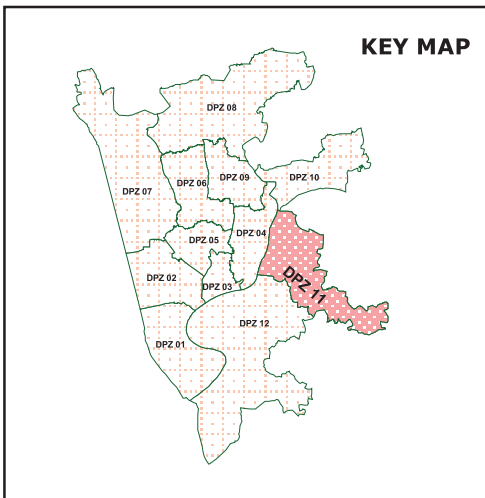 KEY MAP
DPZ 08
DPZ 09
DPZ 10
DPZ 06
DPZ 07
DPZ 04
DPZ 05
DPZ 02
DPZ 03
DPZ 11
DPZ 12
DPZ 01